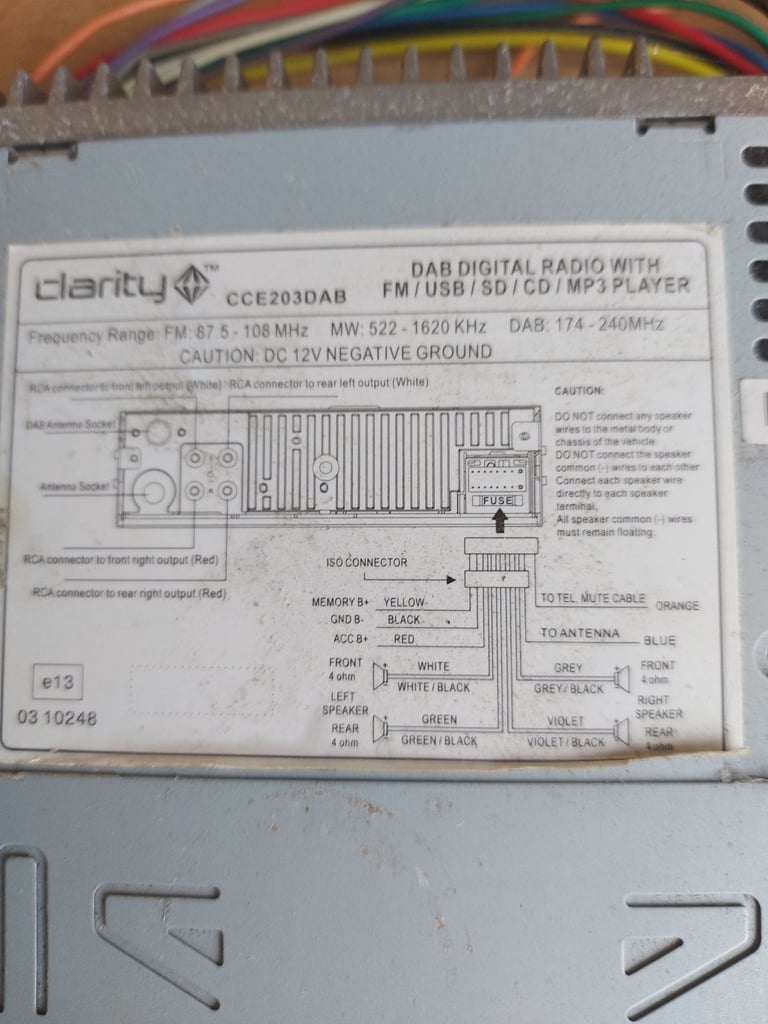 clarity™
CCE203DAB
DAB DIGITAL RADIO WITH
FM / USB / SD / CD / MP3 PLAYER
Frequency Range: FM: 87.5 - 108 MHz MW: 522 - 1620 KHz DAB: 174 - 240MHz
CAUTION: DC 12V NEGATIVE GROUND
RCA connector to front left output (White)
RCA connector to rear left output (White)
DAB Antenna Socket
Antenna Socket
RCA connector to front right output (Red)
RCA connector to rear right output (Red)
FUSE
CAUTION:
DO NOT connect any speaker
wires to the metal body or
chassis of the vehicle.
DO NOT connect the speaker
common (-) wires to each other
Connect each speaker wire
directly to each speaker
terminal.
All speaker common (-) wires
must remain floating.
ISO CONNECTOR
MEMORY B+ YELLOW
GND B- BLACK
ACC B+ RED
TO TEL. MUTE CABLE ORANGE
TO ANTENNA BLUE
FRONT
4 ohm
WHITE
WHITE / BLACK
LEFT
SPEAKER
REAR
4 ohm
GREEN
GREEN / BLACK
GREY
GREY / BLACK
FRONT
4 ohm
RIGHT
SPEAKER
VIOLET
VIOLET / BLACK
REAR
4 ohm
e13
03 10248